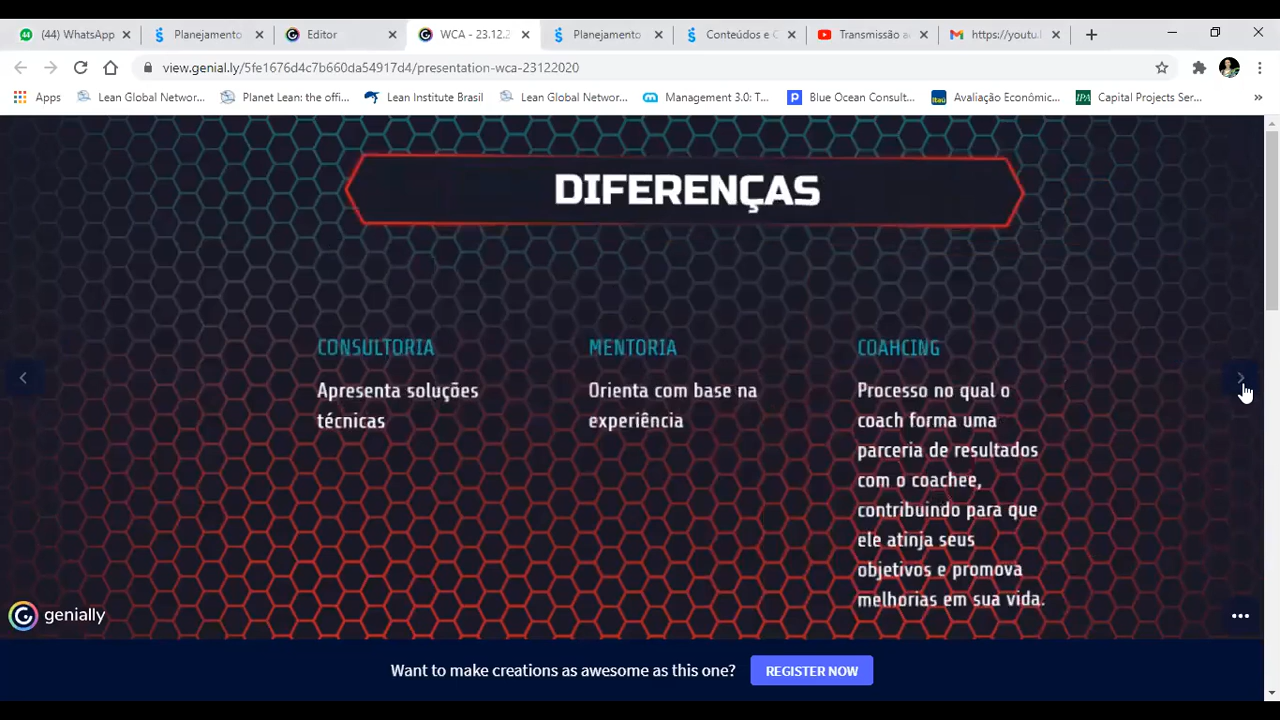 (44) WhatsApp
Planejamento
Editor
WCA - 23.12.2
Planejamento
Conteúdos e C
Transmissão a
https://youtu.l
view.genial.ly/5fe1676d4c7b660da54917d4/presentation-wca-23122020
Apps
Lean Global Networ...
Planet Lean: the offi...
Lean Institute Brasil
Lean Global Networ...
Management 3.0: T...
Blue Ocean Consult...
Itaú
Avaliação Econômic...
IPA
Capital Projects Ser...
DIFERENÇAS
CONSULTORIA
Apresenta soluções
técnicas
MENTORIA
Orienta com base na
experiência
COAHCING
Processo no qual o
coach forma uma
parceria de resultados
com o coachee,
contribuindo para que
ele atinja seus
objetivos e promova
melhorias em sua vida.
genially
Want to make creations as awesome as this one?
REGISTER NOW